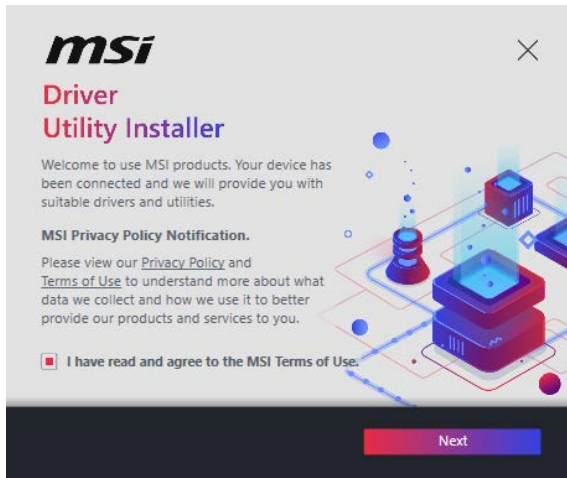 msi
Driver
Utility Installer
Welcome to use MSI products. Your device has
been connected and we will provide you with
suitable drivers and utilities.
MSI Privacy Policy Notification.
Please view our Privacy Policy and
Terms of Use to understand more about what
data we collect and how we use it to better
provide our products and services to you.
I have read and agree to the MSI Terms of Use.
Next